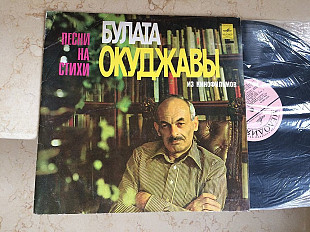 ПЕСНИ
НА
СТИХИ
БУЛАТА
ОКУДЖАВЫ
ИЗ КИНОФИЛЬМОВ